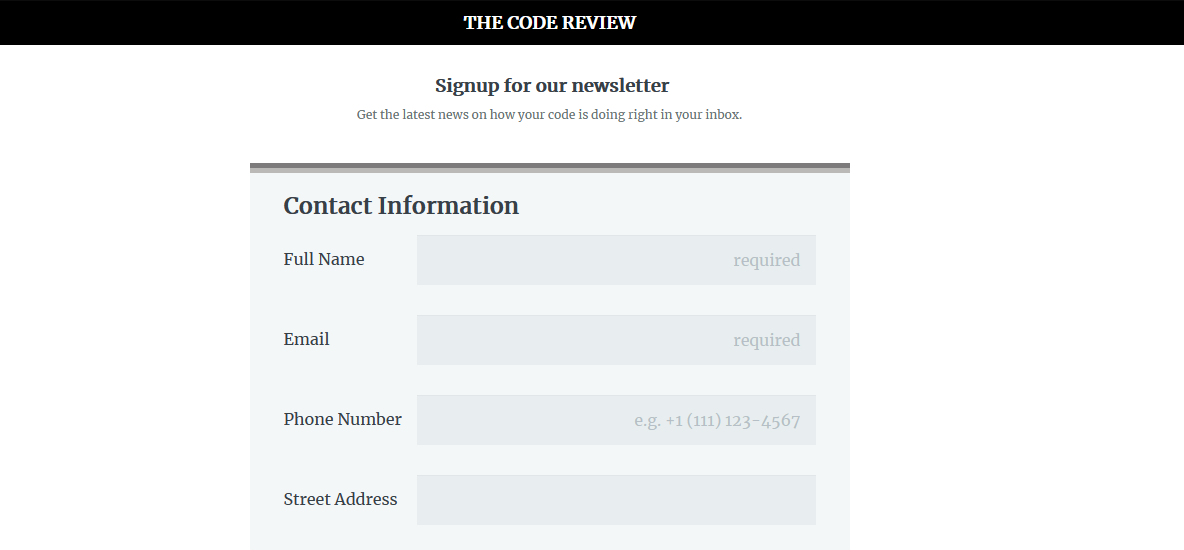 THE CODE REVIEW
Signup for our newsletter
Get the latest news on how your code is doing right in your inbox.
Contact Information
Full Name required
Email required
Phone Number e.g. +1 (111) 123-4567
Street Address